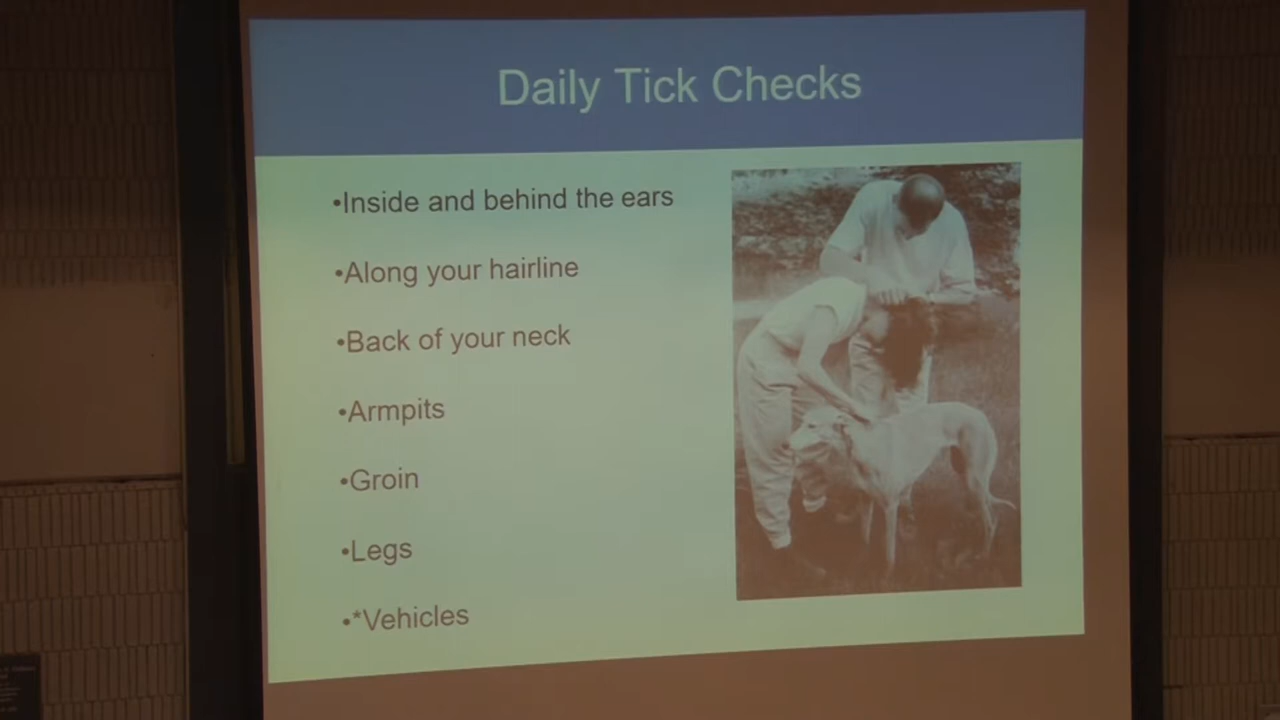 Daily Tick Checks
•Inside and behind the ears
•Along your hairline
•Back of your neck
•Armpits
•Groin
•Legs
•*Vehicles